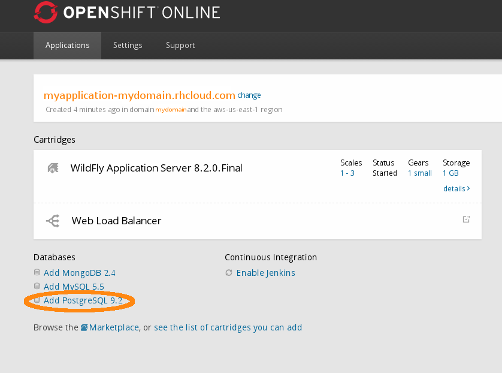 OPENSHIFT ONLINE
Applications Settings Support
myapplication-mydomain.rhcloud.com change
Created 4 minutes ago in domain mydomain and the aws-us-east-1 region
Cartridges
WildFly Application Server 8.2.0.Final
Scales Status Gears Storage
1 - 3 Started 1 small 1 GB
details >
Web Load Balancer
Databases Continuous Integration
Add MongoDB 2.4 Enable Jenkins
Add MySQL 5.5
Add PostgreSQL 9.2
Browse the Marketplace, or see the list of cartridges you can add